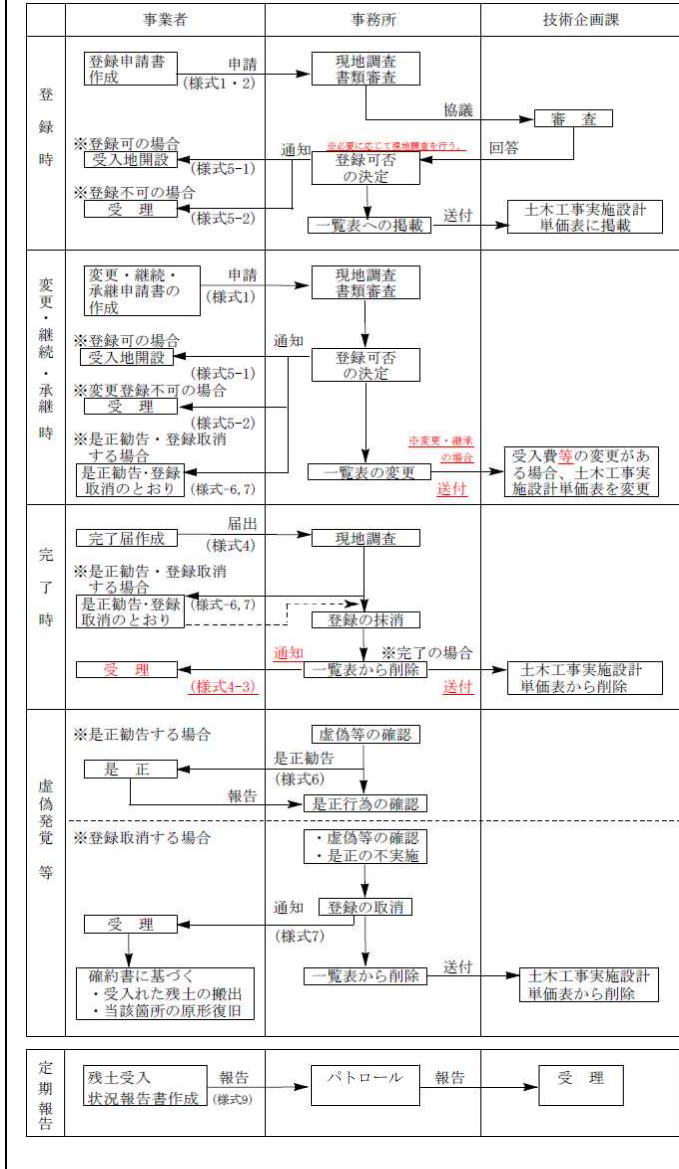 事業者
事務所
技術企画課
登録時
登録申請書
作成
申請
(様式1・2)
現地調査
書類審査
協議
審 査
回答
※必要に応じて現地調査を行う。
登録可否
の決定
通知
※登録可の場合
受入地開設
(様式5-1)
※登録不可の場合
受 理
(様式5-2)
一覧表への掲載
送付
土木工事実施設計
単価表に掲載
変更・継続・承継時
変更・継続・
承継申請書の
作成
申請
(様式1)
現地調査
書類審査
登録可否
の決定
通知
※登録可の場合
受入地開設
(様式5-1)
※変更登録不可の場合
受 理
(様式5-2)
※是正勧告・登録取消
する場合
是正勧告・登録
取消のとおり
(様式-6,7)
※変更・継承
の場合
一覧表の変更
送付
受入費等の変更があ
る場合、土木工事実
施設計単価表を変更
完了時
完了届作成
届出
(様式4)
現地調査
※是正勧告・登録取消
する場合
是正勧告・登録
取消のとおり
(様式-6,7)
登録の抹消
※完了の場合
受 理
通知
(様式4-3)
一覧表から削除
送付
土木工事実施設計
単価表から削除
虚偽発覚等
※是正勧告する場合
虚偽等の確認
是正勧告
(様式6)
是 正
報告
是正行為の確認
※登録取消する場合
・虚偽等の確認
・是正の不実施
登録の取消
通知
(様式7)
受 理
確約書に基づく
・受入れた残土の搬出
・当該箇所の原形復旧
一覧表から削除
送付
土木工事実施設計
単価表から削除
定期報告
残土受入
状況報告書作成
報告
(様式9)
パトロール
報告
受 理